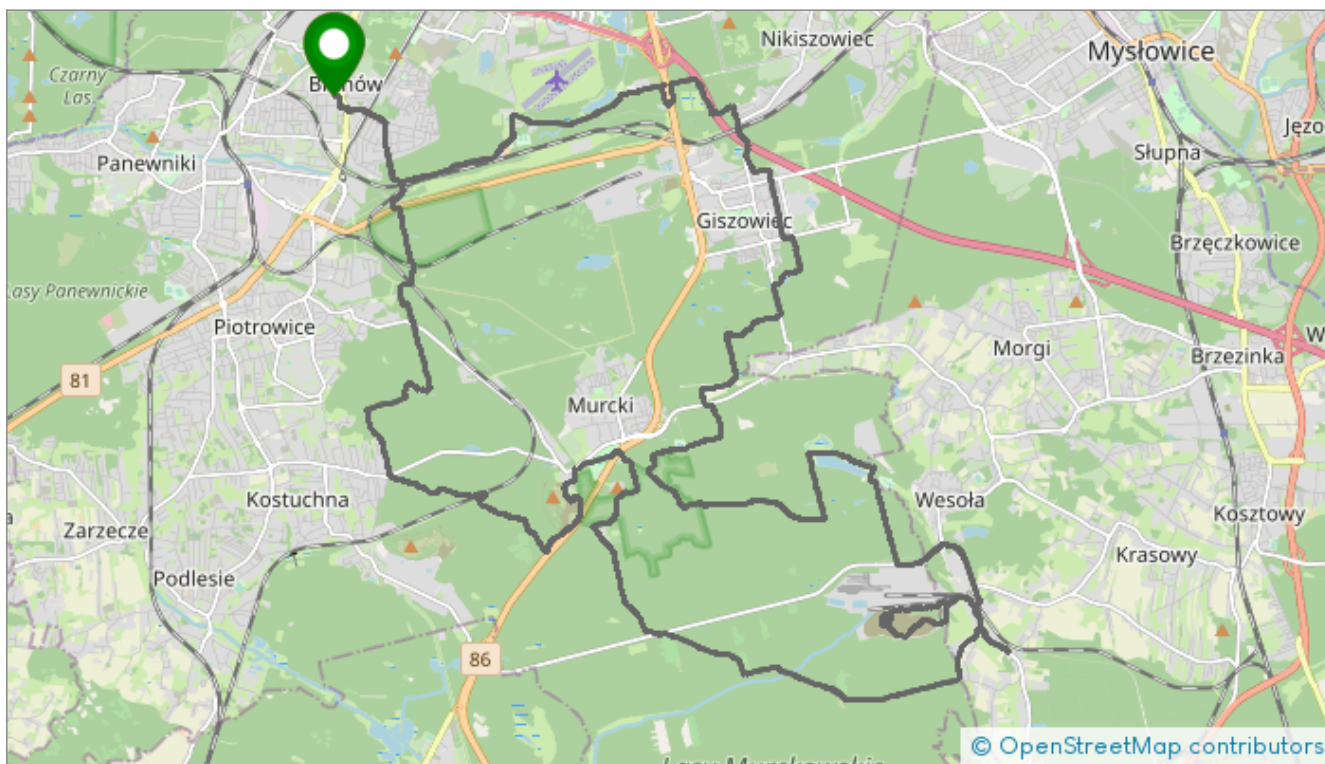 Nikiszowiec
Mysłowice
Czarny
Las
Jęzo
Panewniki
Słupna
Giszowiec
Brzęczkowice
Lasy Panewnickie
Piotrowice
Morgi
Brzezinka
W
81
Murcki
Kostuchna
Wesoła
Kosztowy
a
Zarzecze
Krasowy
Podlesie
86
© OpenStreetMap contributors